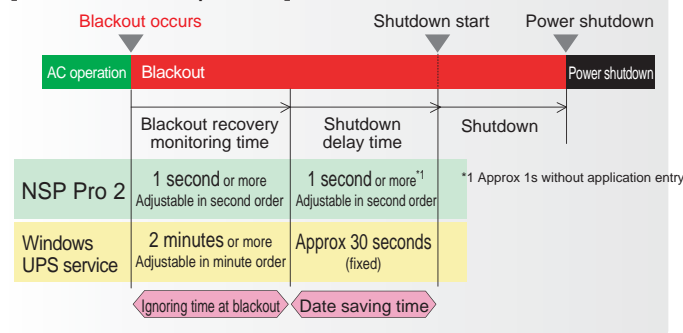 Blackout occurs
Shutdown start
Power shutdown
AC operation
Blackout
Power shutdown
Blackout recovery
monitoring time
Shutdown
delay time
Shutdown
NSP Pro 2
1 second or more
Adjustable in second order
1 second or more*1
Adjustable in second order
*1 Approx 1s without application entry
Windows
UPS service
2 minutes or more
Adjustable in minute order
Approx 30 seconds
(fixed)
Ignoring time at blackout
Date saving time